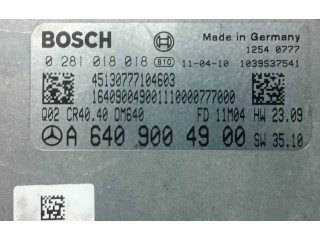 BOSCH Made in Germany
1254 0777
0 281 018 018 810 11-04-10 1039S37541
45130777104603
164090049001110000777000
Q02 CR40.40 OM640 FD 11M04 HW 23.09
A 640 900 49 00 SW 35.10